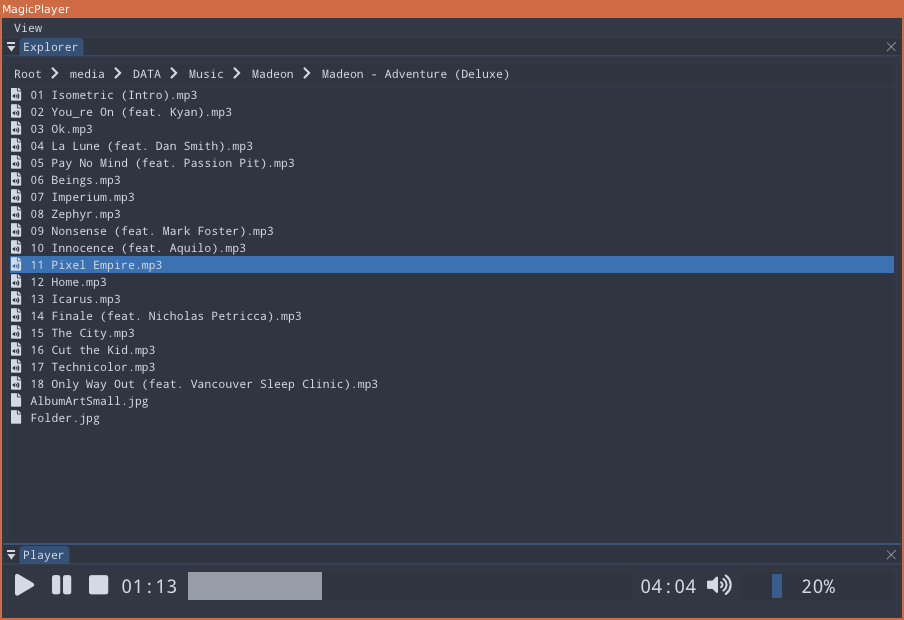 MagicPlayer
View
Explorer
Root media DATA Music Madeon Madeon - Adventure (Deluxe)
01 Isometric (Intro).mp3
02 You_re On (feat. Kyan).mp3
03 Ok.mp3
04 La Lune (feat. Dan Smith).mp3
05 Pay No Mind (feat. Passion Pit).mp3
06 Beings.mp3
07 Imperium.mp3
08 Zephyr.mp3
09 Nonsense (feat. Mark Foster).mp3
10 Innocence (feat. Aquilo).mp3
11 Pixel Empire.mp3
12 Home.mp3
13 Icarus.mp3
14 Finale (feat. Nicholas Petricca).mp3
15 The City.mp3
16 Cut the Kid.mp3
17 Technicolor.mp3
18 Only Way Out (feat. Vancouver Sleep Clinic).mp3
AlbumArtSmall.jpg
Folder.jpg
Player
01:13 04:04 20%